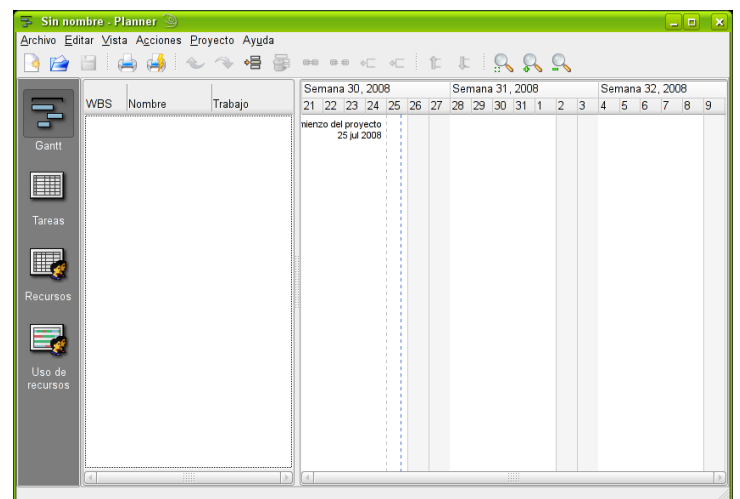 Sin nombre - Planner
Archivo Editar Vista Acciones Proyecto Ayuda
Semana 30, 2008 Semana 31, 2008 Semana 32, 2008
WBS Nombre Trabajo
21 22 23 24 25 26 27 28 29 30 31 1 2 3 4 5 6 7 8 9
mienzo del proyecto
25 jul 2008
Gantt
Tareas
Recursos
Uso de
recursos